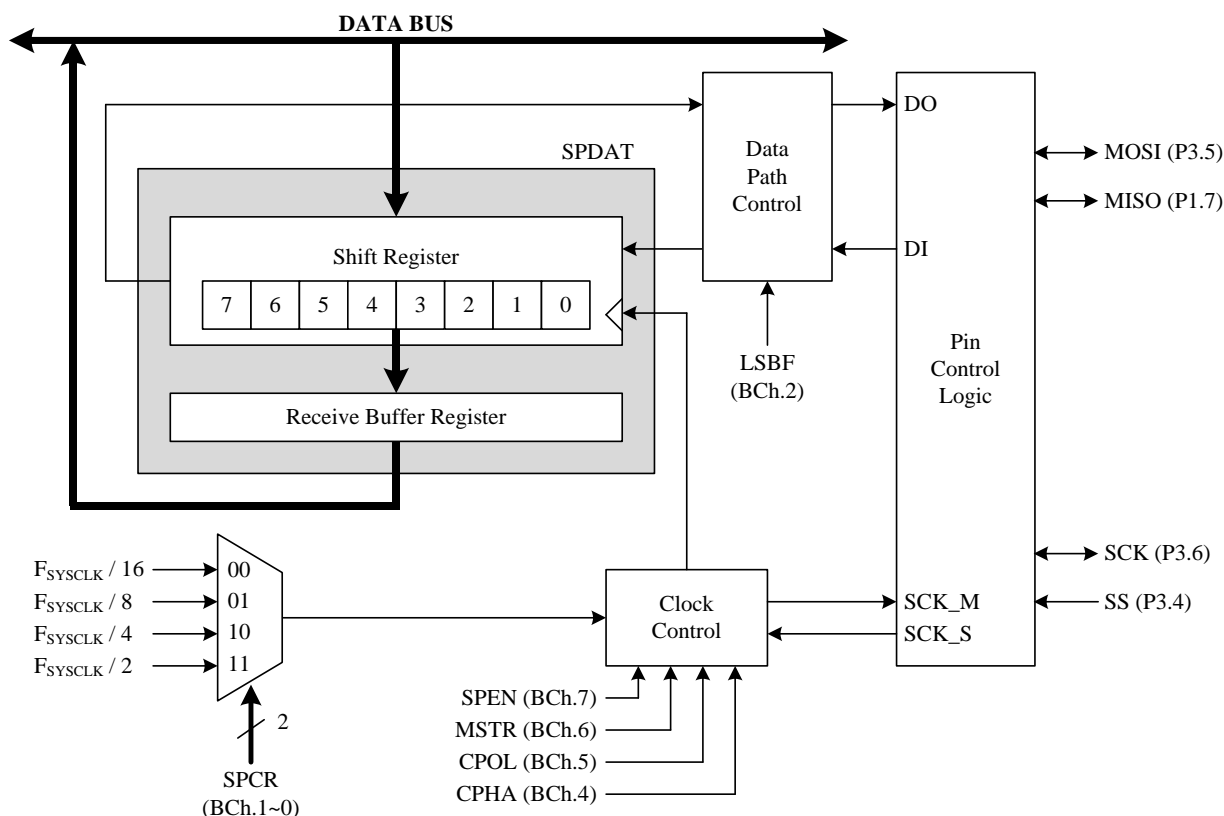 DATA BUS
SPDAT
Shift Register
7 6 5 4 3 2 1 0
Receive Buffer Register
Data
Path
Control
LSBF
(BCh.2)
DO
DI
Pin
Control
Logic
SCK_M
SCK_S
MOSI (P3.5)
MISO (P1.7)
SCK (P3.6)
SS (P3.4)
FSYSCLK / 16
FSYSCLK / 8
FSYSCLK / 4
FSYSCLK / 2
00
01
10
11
2
SPCR
(BCh.1~0)
Clock
Control
SPEN (BCh.7)
MSTR (BCh.6)
CPOL (BCh.5)
CPHA (BCh.4)